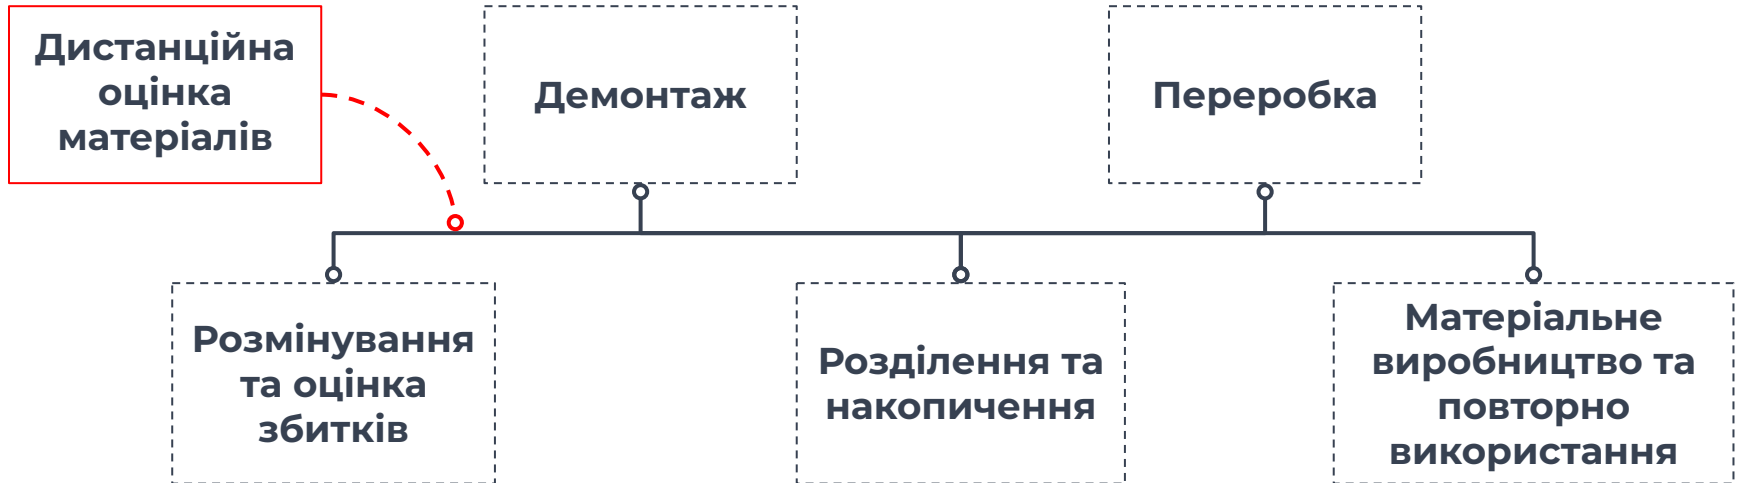 Дистанційна
оцінка
матеріалів
Демонтаж
Переробка
Розмінування
та оцінка
збитків
Розділення та
накопичення
Матеріальне
виробництво та
повторно
використання